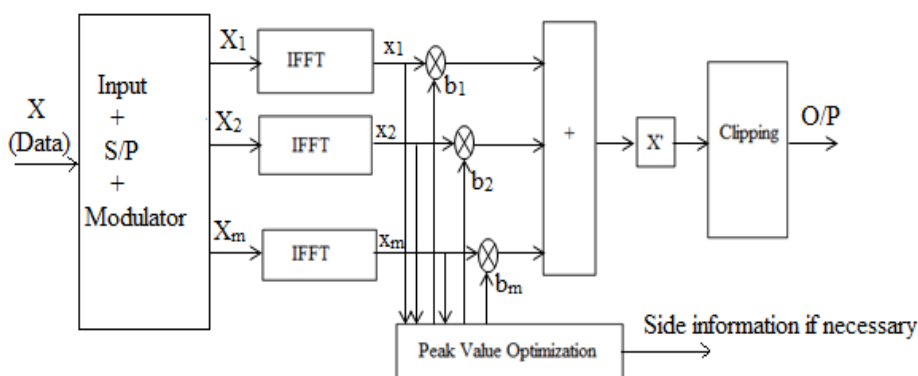 X
(Data)
Input
+
S/P
+
Modulator
X₁
IFFT
x₁
b₁
X₂
IFFT
x₂
b₂
Xₘ
IFFT
xₘ
bₘ
+
X'
Clipping
O/P
Peak Value Optimization
Side information if necessary